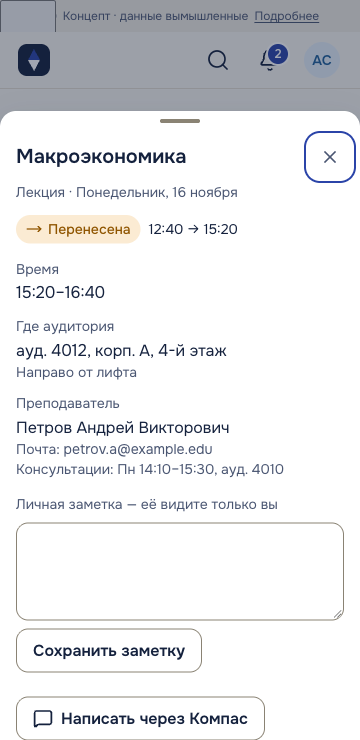 Концепт · данные вымышленные Подробнее
2
АС
Макроэкономика
Лекция · Понедельник, 16 ноября
→ Перенесена 12:40 → 15:20
Время
15:20–16:40
Где аудитория
ауд. 4012, корп. А, 4-й этаж
Направо от лифта
Преподаватель
Петров Андрей Викторович
Почта: petrov.a@example.edu
Консультации: Пн 14:10–15:30, ауд. 4010
Личная заметка — её видите только вы
Сохранить заметку
Написать через Компас